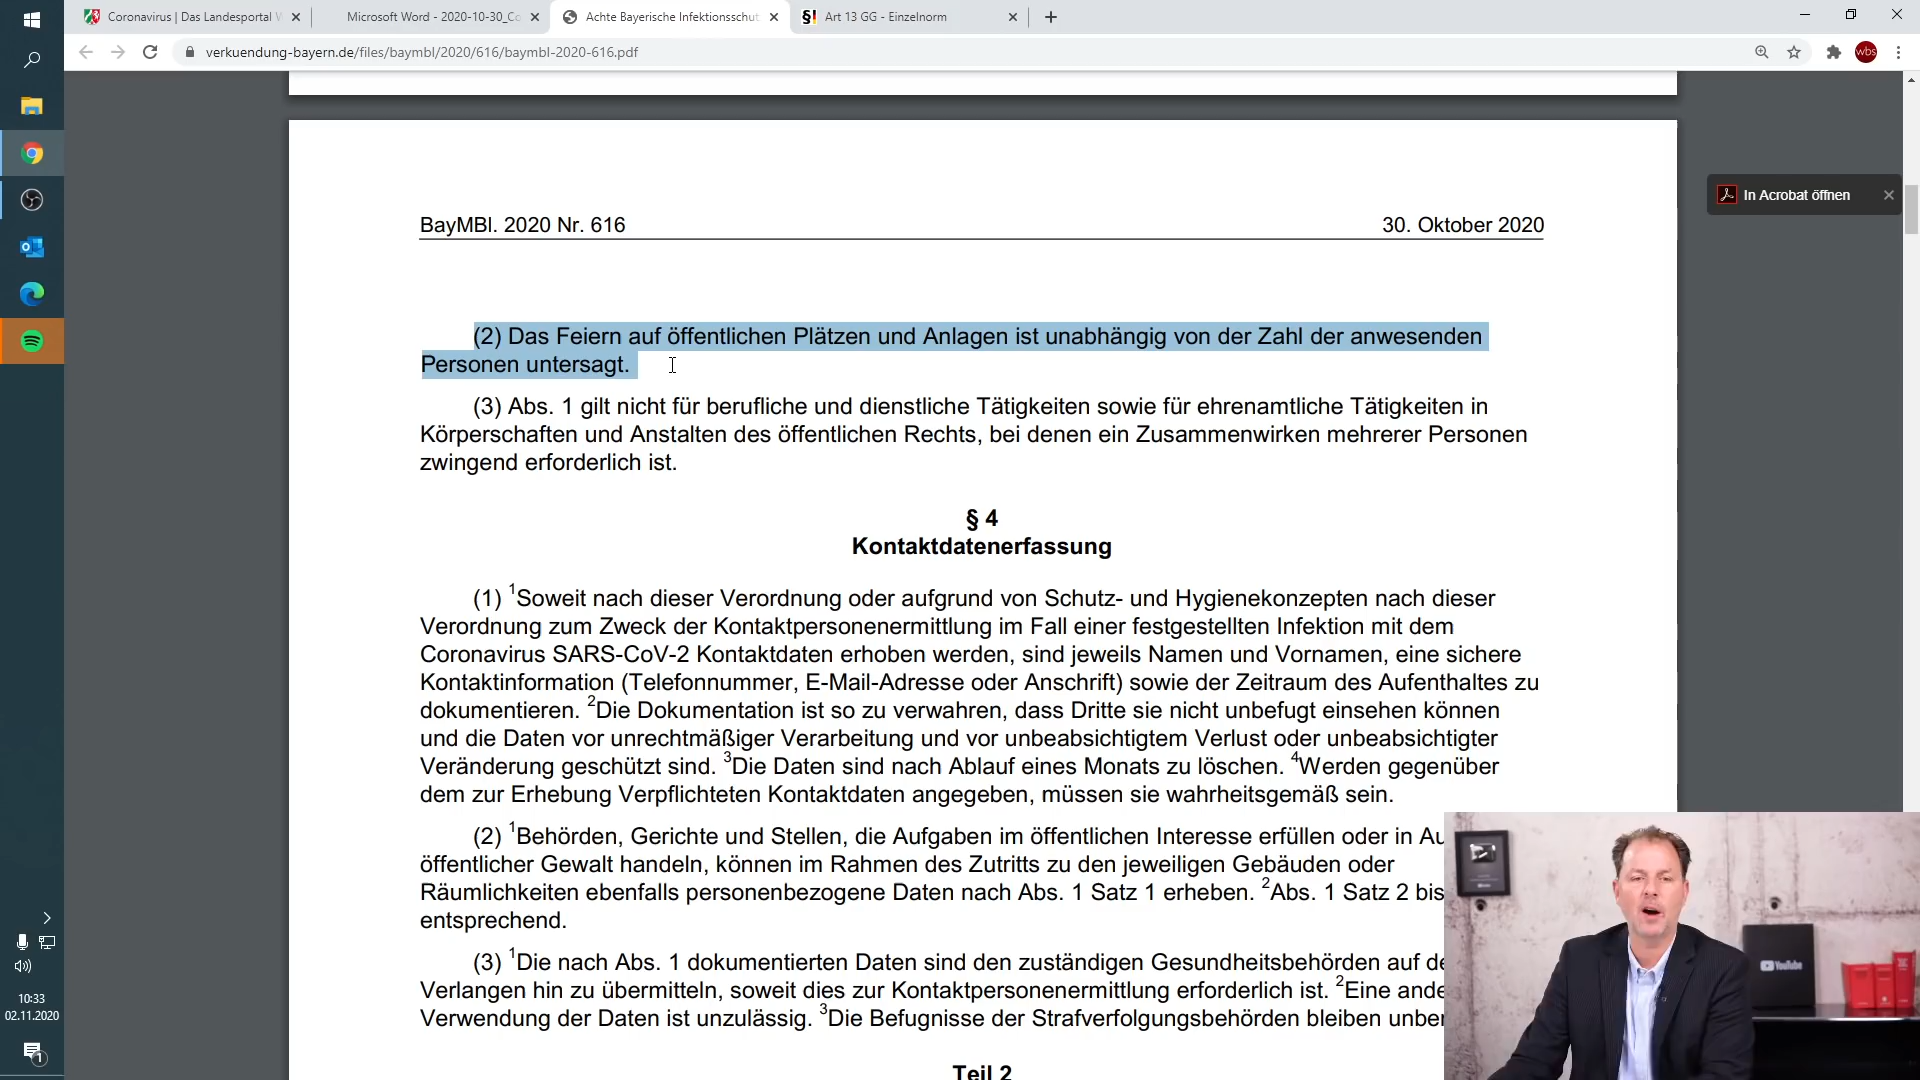 Coronavirus | Das Landesportal W
Microsoft Word - 2020-10-30_Co
Achte Bayerische Infektionsschut
§! Art 13 GG - Einzelnorm
verkuendung-bayern.de/files/baymbl/2020/616/baymbl-2020-616.pdf
wbs
In Acrobat öffnen
BayMBl. 2020 Nr. 616
30. Oktober 2020
(2) Das Feiern auf öffentlichen Plätzen und Anlagen ist unabhängig von der Zahl der anwesenden
Personen untersagt.
(3) Abs. 1 gilt nicht für berufliche und dienstliche Tätigkeiten sowie für ehrenamtliche Tätigkeiten in
Körperschaften und Anstalten des öffentlichen Rechts, bei denen ein Zusammenwirken mehrerer Personen
zwingend erforderlich ist.
§ 4
Kontaktdatenerfassung
(1) 1Soweit nach dieser Verordnung oder aufgrund von Schutz- und Hygienekonzepten nach dieser
Verordnung zum Zweck der Kontaktpersonenermittlung im Fall einer festgestellten Infektion mit dem
Coronavirus SARS-CoV-2 Kontaktdaten erhoben werden, sind jeweils Namen und Vornamen, eine sichere
Kontaktinformation (Telefonnummer, E-Mail-Adresse oder Anschrift) sowie der Zeitraum des Aufenthaltes zu
dokumentieren. 2Die Dokumentation ist so zu verwahren, dass Dritte sie nicht unbefugt einsehen können
und die Daten vor unrechtmäßiger Verarbeitung und vor unbeabsichtigtem Verlust oder unbeabsichtigter
Veränderung geschützt sind. 3Die Daten sind nach Ablauf eines Monats zu löschen. 4Werden gegenüber
dem zur Erhebung Verpflichteten Kontaktdaten angegeben, müssen sie wahrheitsgemäß sein.
(2) 1Behörden, Gerichte und Stellen, die Aufgaben im öffentlichen Interesse erfüllen oder in Au
öffentlicher Gewalt handeln, können im Rahmen des Zutritts zu den jeweiligen Gebäuden oder
Räumlichkeiten ebenfalls personenbezogene Daten nach Abs. 1 Satz 1 erheben. 2Abs. 1 Satz 2 bis
entsprechend.
(3) 1Die nach Abs. 1 dokumentierten Daten sind den zuständigen Gesundheitsbehörden auf de
Verlangen hin zu übermitteln, soweit dies zur Kontaktpersonenermittlung erforderlich ist. 2Eine ande
Verwendung der Daten ist unzulässig. 3Die Befugnisse der Strafverfolgungsbehörden bleiben unber
Teil 2
YouTube
10:33
02.11.2020
1